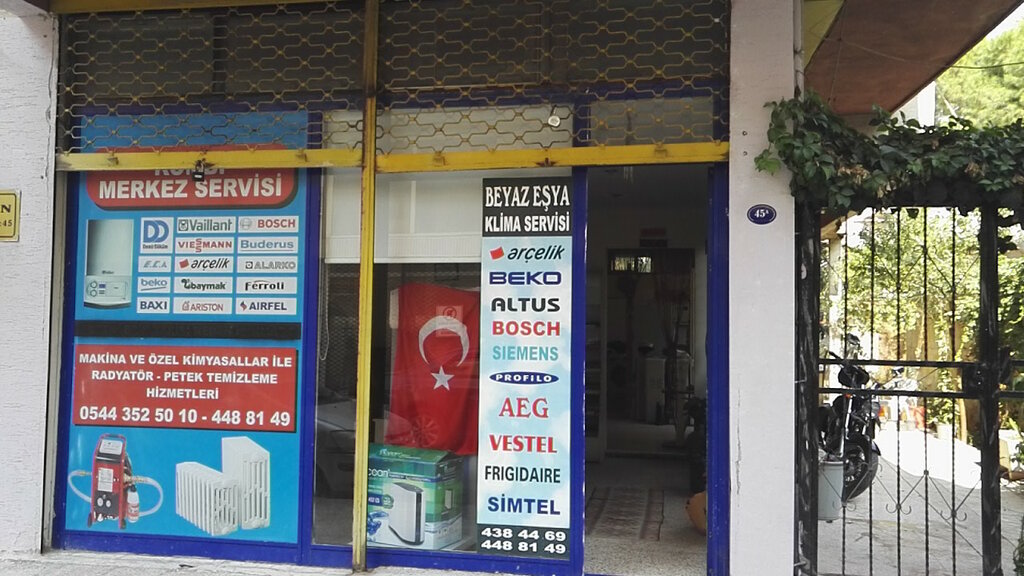 MERKEZ SERVİSİ
DD Vaillant BOSCH
DemirDöküm VIESMANN Buderus
E.C.A. arçelik ALARKO
beko baymak Ferroli
BAXI ARISTON AIRFEL
MAKİNA VE ÖZEL KİMYASALLAR İLE
RADYATÖR - PETEK TEMİZLEME
HİZMETLERİ
0544 352 50 10 - 448 81 49
BEYAZ EŞYA
KLİMA SERVİSİ
arçelik
BEKO
ALTUS
BOSCH
SIEMENS
PROFILO
AEG
VESTEL
FRIGIDAIRE
SİMTEL
438 44 69
448 81 49
45A
N
:45